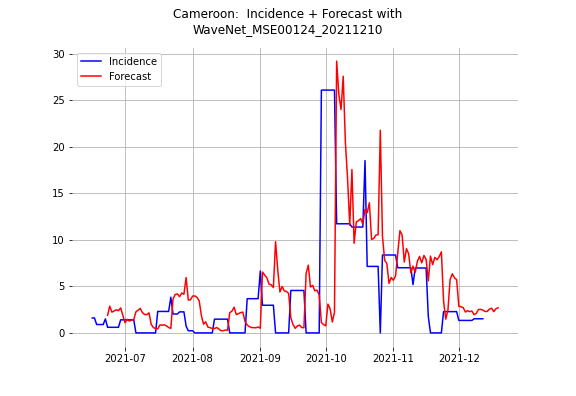 Cameroon:  Incidence + Forecast with
WaveNet_MSE00124_20211210
Incidence
Forecast
30
25
20
15
10
5
0
2021-07 2021-08 2021-09 2021-10 2021-11 2021-12